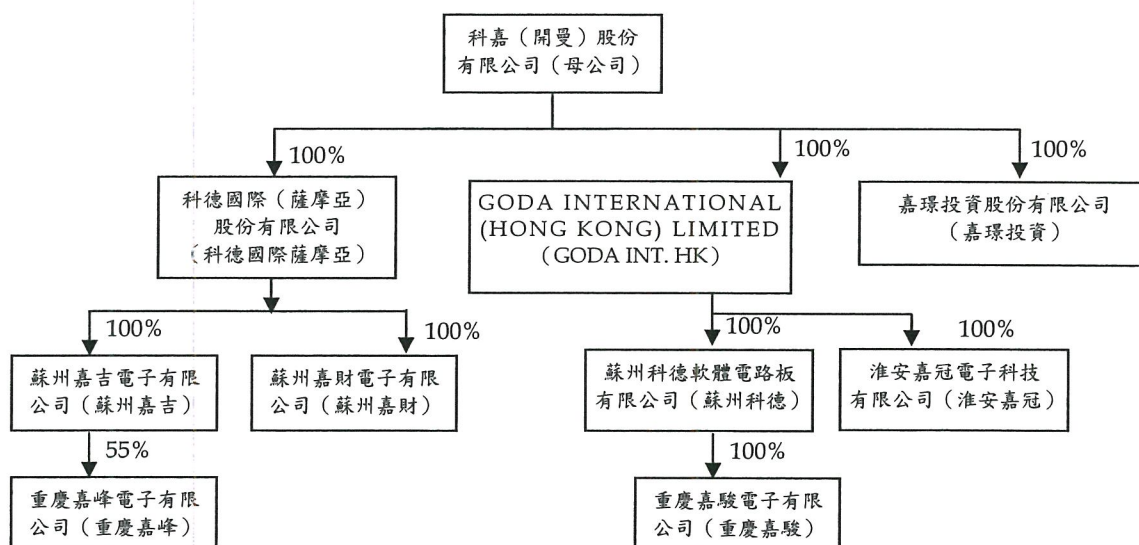 科嘉（開曼）股份
有限公司（母公司）
100%
100%
100%
科德國際（薩摩亞）
股份有限公司
（科德國際薩摩亞）
GODA INTERNATIONAL
(HONG KONG) LIMITED
（GODA INT. HK）
嘉璟投資股份有限公司
（嘉璟投資）
100%
100%
100%
100%
蘇州嘉吉電子有限
公司（蘇州嘉吉）
蘇州嘉財電子有限
公司（蘇州嘉財）
蘇州科德軟體電路板
有限公司（蘇州科德）
淮安嘉冠電子科技
有限公司（淮安嘉冠）
55%
100%
重慶嘉峰電子有限
公司（重慶嘉峰）
重慶嘉駿電子有限
公司（重慶嘉駿）